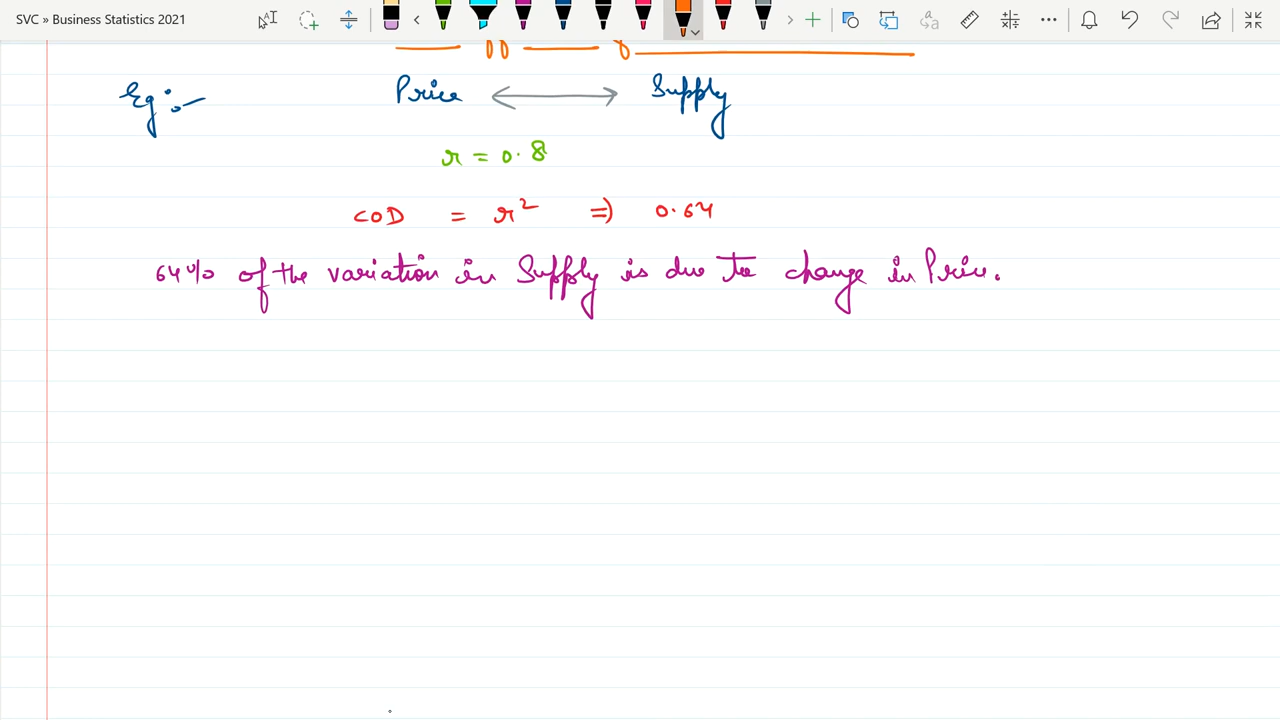 SVC » Business Statistics 2021
Eg:- Price ⟷ Supply
r = 0.8
COD = r² ⇒ 0.64
64% of the variation in Supply is due to change in Price.